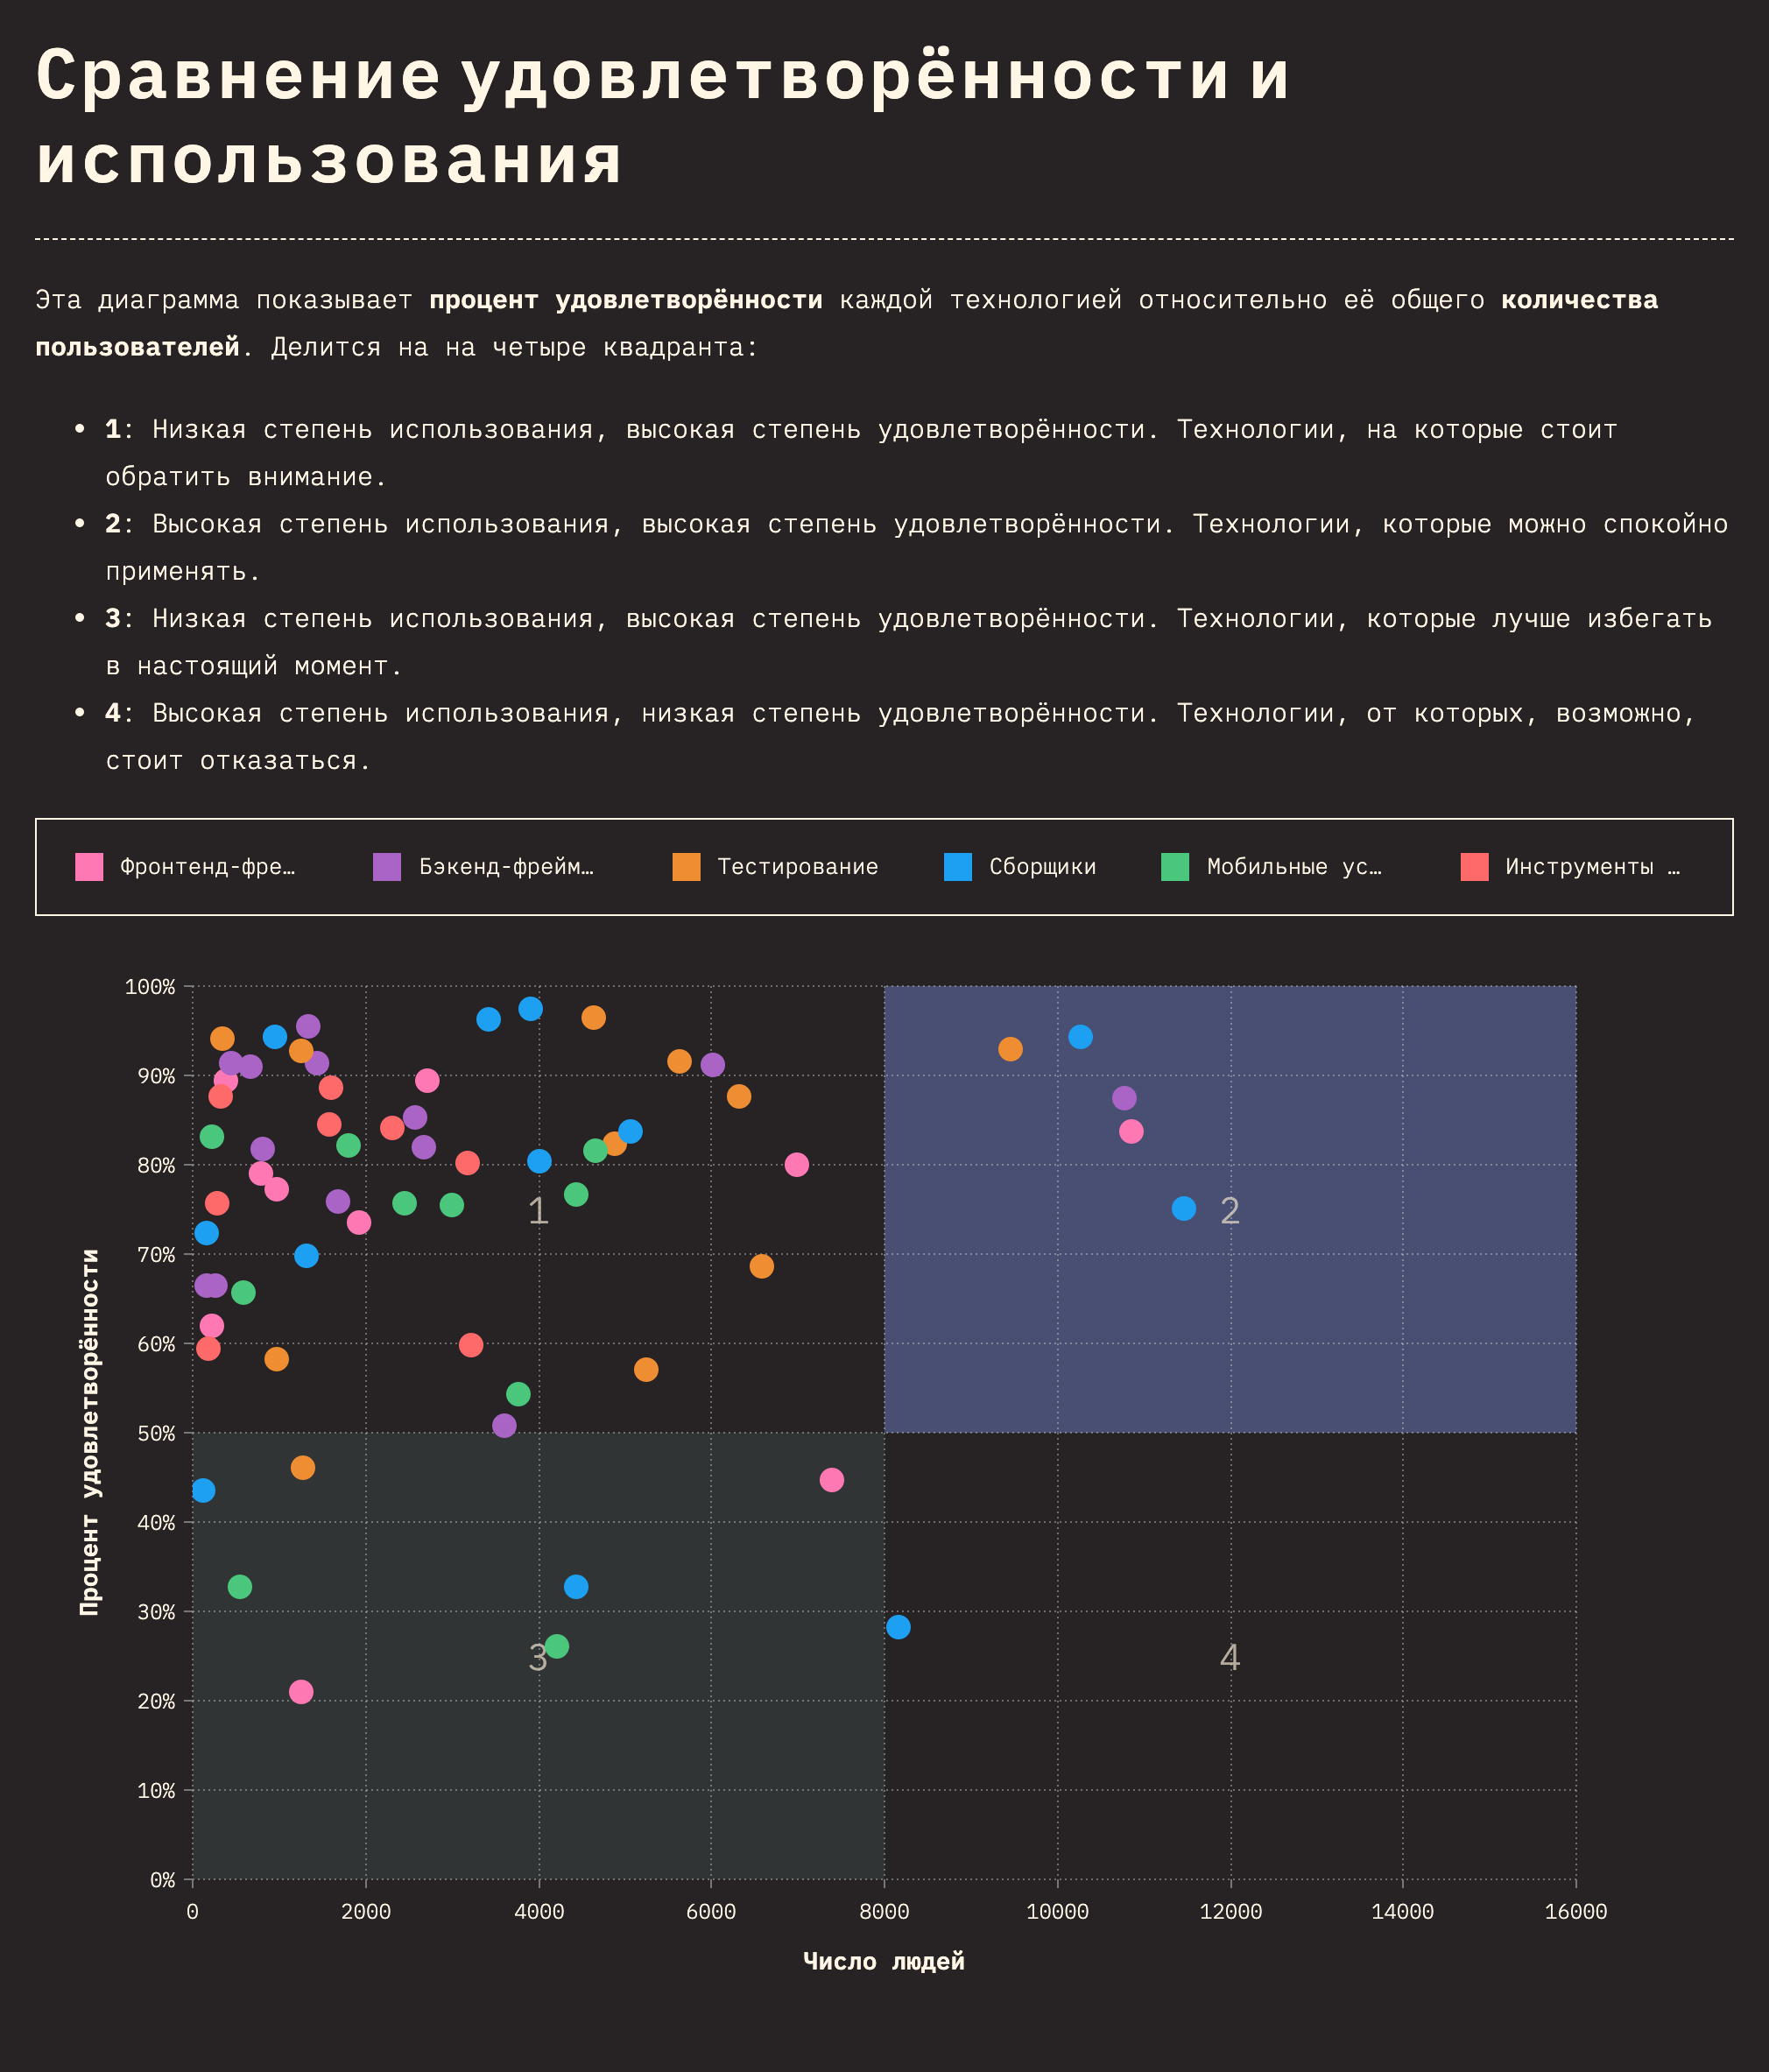 Сравнение удовлетворённости и
использования
Эта диаграмма показывает процент удовлетворённости каждой технологией относительно её общего количества
пользователей. Делится на на четыре квадранта:
• 1: Низкая степень использования, высокая степень удовлетворённости. Технологии, на которые стоит
обратить внимание.
• 2: Высокая степень использования, высокая степень удовлетворённости. Технологии, которые можно спокойно
применять.
• 3: Низкая степень использования, высокая степень удовлетворённости. Технологии, которые лучше избегать
в настоящий момент.
• 4: Высокая степень использования, низкая степень удовлетворённости. Технологии, от которых, возможно,
стоит отказаться.
Фронтенд-фре… Бэкенд-фрейм… Тестирование Сборщики Мобильные ус… Инструменты …
100%
90%
80%
1 2
70%
Процент удовлетворённости
60%
50%
40%
30%
3 4
20%
10%
0%
0 2000 4000 6000 8000 10000 12000 14000 16000
Число людей